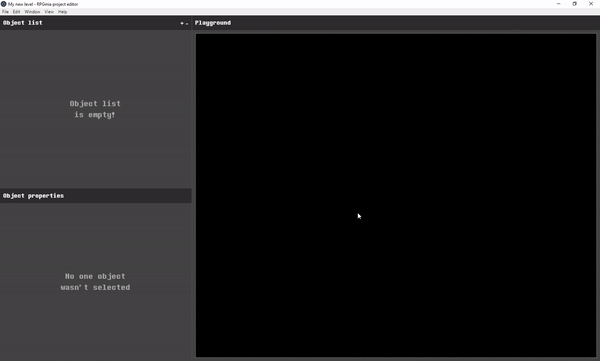 My new level - RPGinia project editor
File Edit Window View Help
Object list + -
Playground
Object list
is empty!
Object properties
No one object
wasn't selected